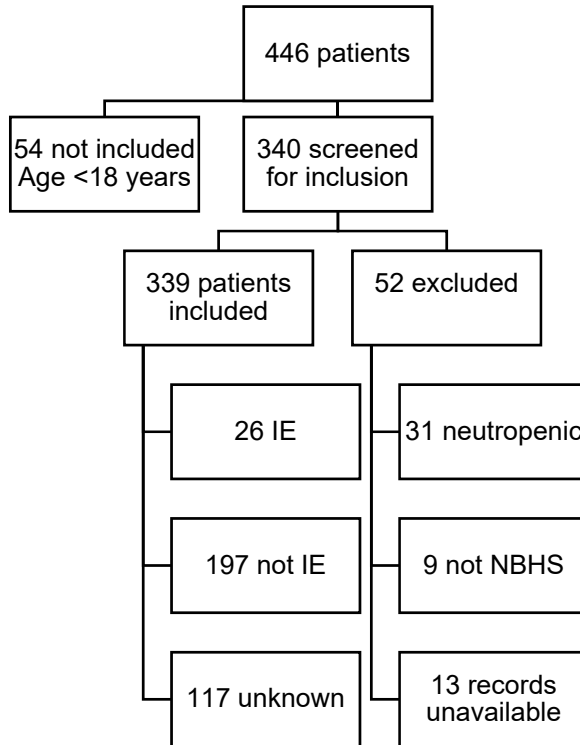 446 patients
54 not included
Age <18 years
340 screened
for inclusion
339 patients
included
52 excluded
26 IE
31 neutropenic
197 not IE
9 not NBHS
117 unknown
13 records
unavailable